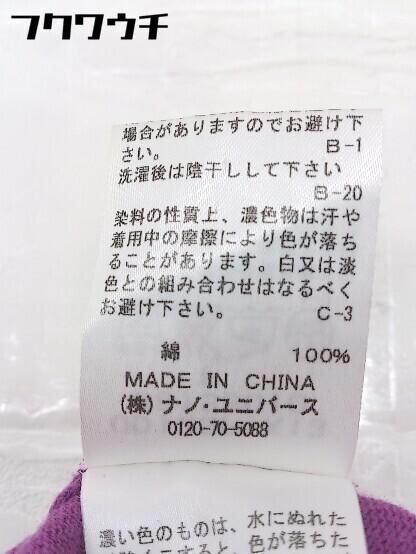 フクワウチ
場合がありますのでお避け下
さい。
B-1
洗濯後は陰干しして下さい
B-20
染料の性質上、濃色物は汗や
着用中の摩擦により色が落ち
ることがあります。白又は淡
色との組み合わせはなるべく
お避け下さい。 C-3
綿 100%
MADE IN CHINA
(株)ナノ・ユニバース
0120-70-5088
濃い色のものは、水にぬれた
色が落ちた